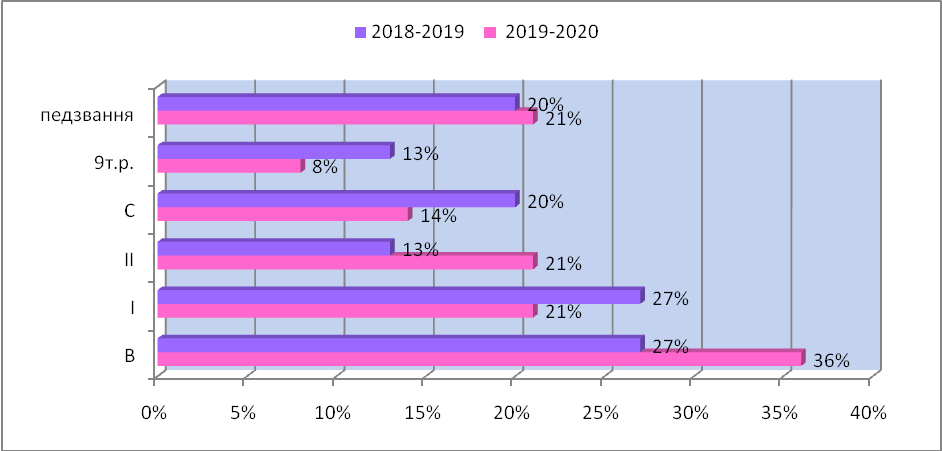 2018-2019 2019-2020
педзвання 20%
21%
9т.р. 13%
8%
С 20%
14%
ІІ 13%
21%
І 27%
21%
В 27%
36%
0% 5% 10% 15% 20% 25% 30% 35% 40%